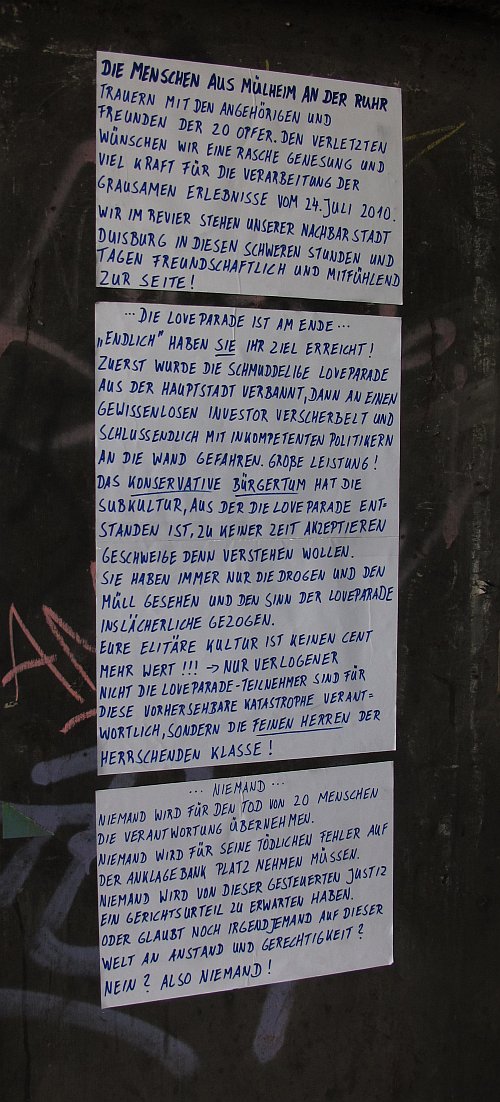 DIE MENSCHEN AUS MÜLHEIM AN DER RUHR
TRAUERN MIT DEN ANGEHÖRIGEN UND
FREUNDEN DER 20 OPFER. DEN VERLETZTEN
WÜNSCHEN WIR EINE RASCHE GENESUNG UND
VIEL KRAFT FÜR DIE VERARBEITUNG DER
GRAUSAMEN ERLEBNISSE VOM 24. JULI 2010.
WIR IM REVIER STEHEN UNSERER NACHBARSTADT
DUISBURG IN DIESEN SCHWEREN STUNDEN UND
TAGEN FREUNDSCHAFTLICH UND MITFÜHLEND
ZUR SEITE!
... DIE LOVEPARADE IST AM ENDE ...
„ENDLICH" HABEN SIE IHR ZIEL ERREICHT!
ZUERST WURDE DIE SCHMUDDELIGE LOVEPARADE
AUS DER HAUPTSTADT VERBANNT, DANN AN EINEN
GEWISSENLOSEN INVESTOR VERSCHERBELT UND
SCHLUSSENDLICH MIT INKOMPETENTEN POLITIKERN
AN DIE WAND GEFAHREN. GROßE LEISTUNG!
DAS KONSERVATIVE BÜRGERTUM HAT DIE
SUBKULTUR, AUS DER DIE LOVEPARADE ENT=
STANDEN IST, ZU KEINER ZEIT AKZEPTIEREN
GESCHWEIGE DENN VERSTEHEN WOLLEN.
SIE HABEN IMMER NUR DIE DROGEN UND DEN
MÜLL GESEHEN UND DEN SINN DER LOVEPARADE
INSLÄCHERLICHE GEZOGEN.
EURE ELITÄRE KULTUR IST KEINEN CENT
MEHR WERT!!! → NUR VERLOGENER
NICHT DIE LOVEPARADE-TEILNEHMER SIND FÜR
DIESE VORHERSEHBARE KATASTROPHE VERANT=
WORTLICH, SONDERN DIE FEINEN HERREN DER
HERRSCHENDEN KLASSE!
... NIEMAND ...
NIEMAND WIRD FÜR DEN TOD VON 20 MENSCHEN
DIE VERANTWORTUNG ÜBERNEHMEN.
NIEMAND WIRD FÜR SEINE TÖDLICHEN FEHLER AUF
DER ANKLAGEBANK PLATZ NEHMEN MÜSSEN.
NIEMAND WIRD VON DIESER GESTEUERTEN JUSTIZ
EIN GERICHTSURTEIL ZU ERWARTEN HABEN.
ODER GLAUBT NOCH IRGENDJEMAND AUF DIESER
WELT AN ANSTAND UND GERECHTIGKEIT?
NEIN? ALSO NIEMAND!